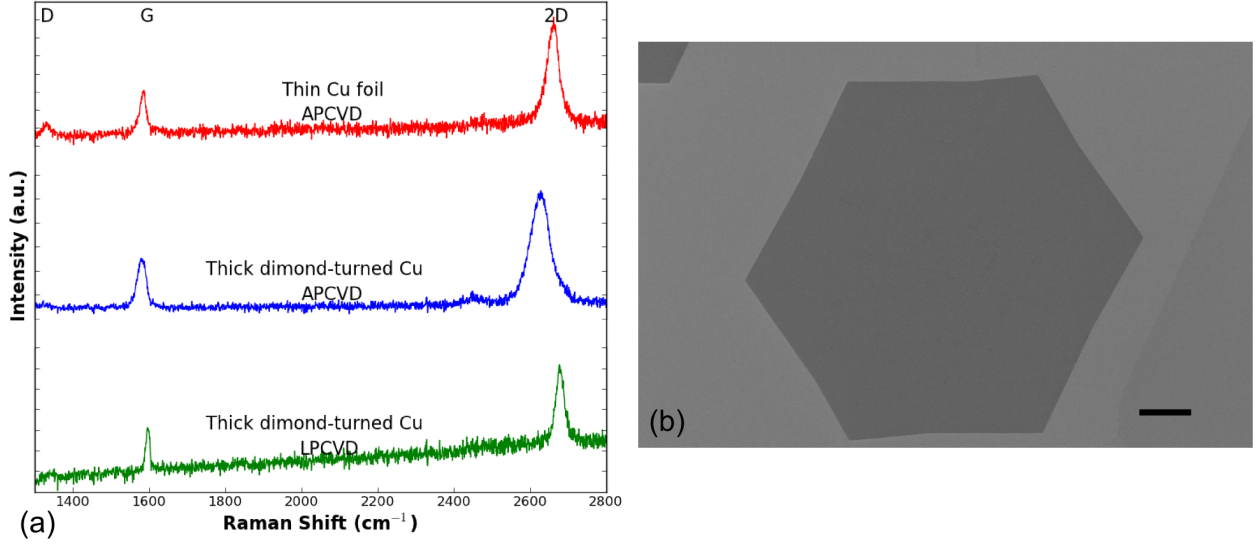 D G 2D
Thin Cu foil
APCVD
Thick dimond-turned Cu
APCVD
Thick dimond-turned Cu
LPCVD
Intensity (a.u.)
1400 1600 1800 2000 2200 2400 2600 2800
Raman Shift (cm⁻¹)
(a)
(b)